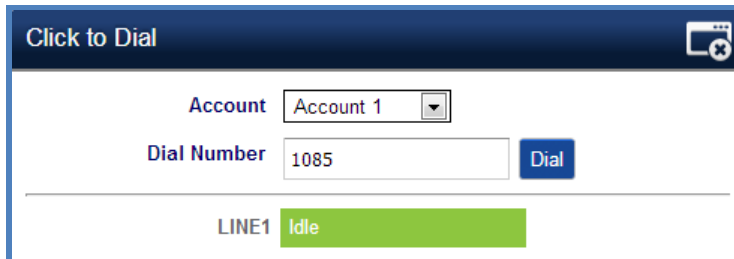 Click to Dial
Account Account 1
Dial Number 1085 Dial
LINE1 Idle